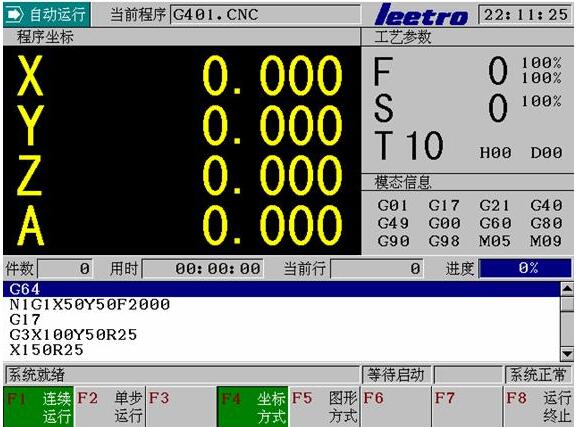 自动运行 当前程序 G401.CNC leetro 22:11:25
程序坐标 工艺参数
X 0.000
Y 0.000
Z 0.000
A 0.000
F 0 100%
100%
S 0 100%
T 10 H00 D00
模态信息
G01 G17 G21 G40
G49 G00 G60 G80
G90 G98 M05 M09
件数 0 用时 00:00:00 当前行 0 进度 0%
G64
N1G1X50Y50F2000
G17
G3X100Y50R25
X150R25
系统就绪 等待启动 系统正常
F1 连续运行 F2 单步运行 F3 F4 坐标方式 F5 图形方式 F6 F7 F8 运行终止